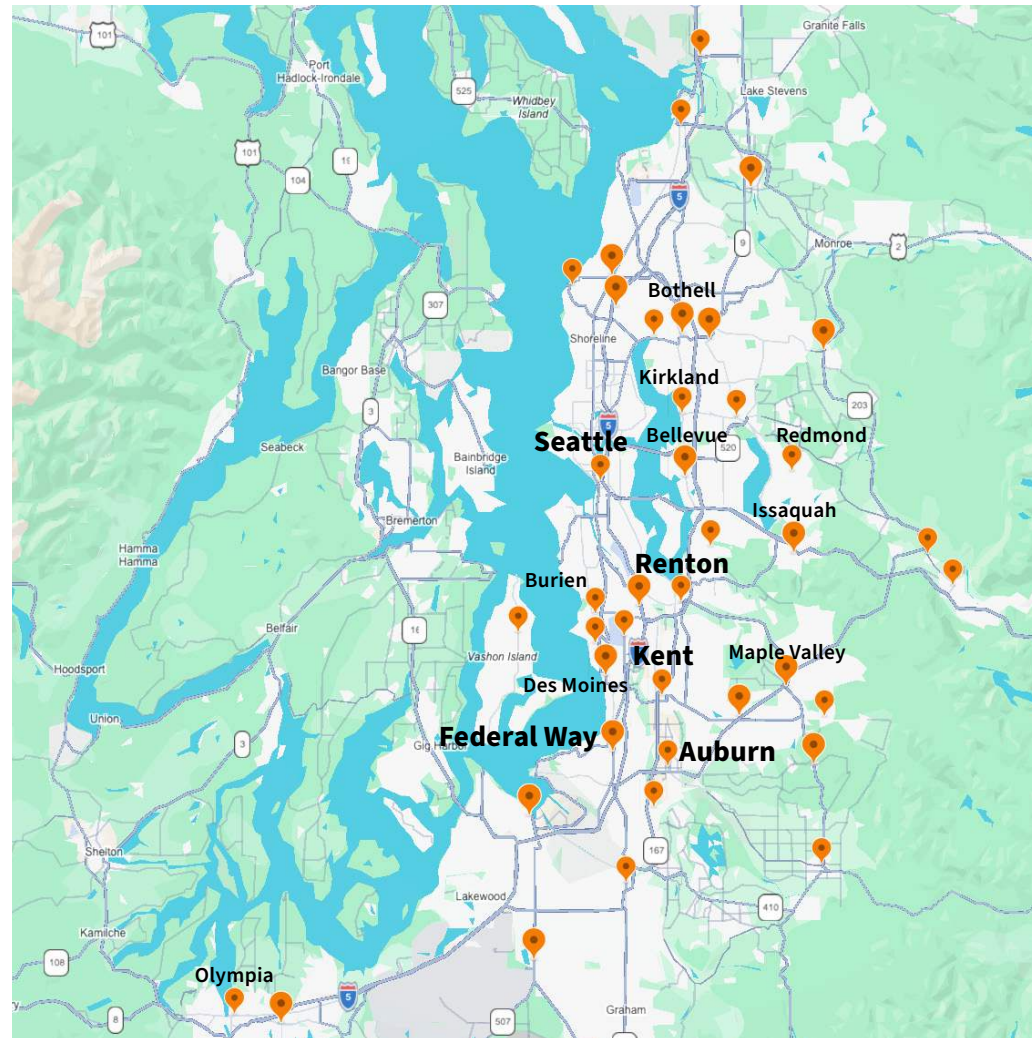 Granite Falls
101
Port
Hadlock-Irondale
525
Whidbey
Island
Lake Stevens
101
19
104
5
9
Monroe
2
307
Bothell
Shoreline
Bangor Base
Kirkland
203
3
5
Seattle
Bellevue
520
Redmond
Seabeck
Bainbridge
Island
Bremerton
Issaquah
Hamma
Hamma
Renton
Burien
Belfair
16
Kent
Maple Valley
Vashon Island
Hoodsport
Des Moines
Union
Federal Way
3
Gig Harbor
Auburn
Shelton
167
Lakewood
410
Kamilche
108
Olympia
5
8
507
Graham